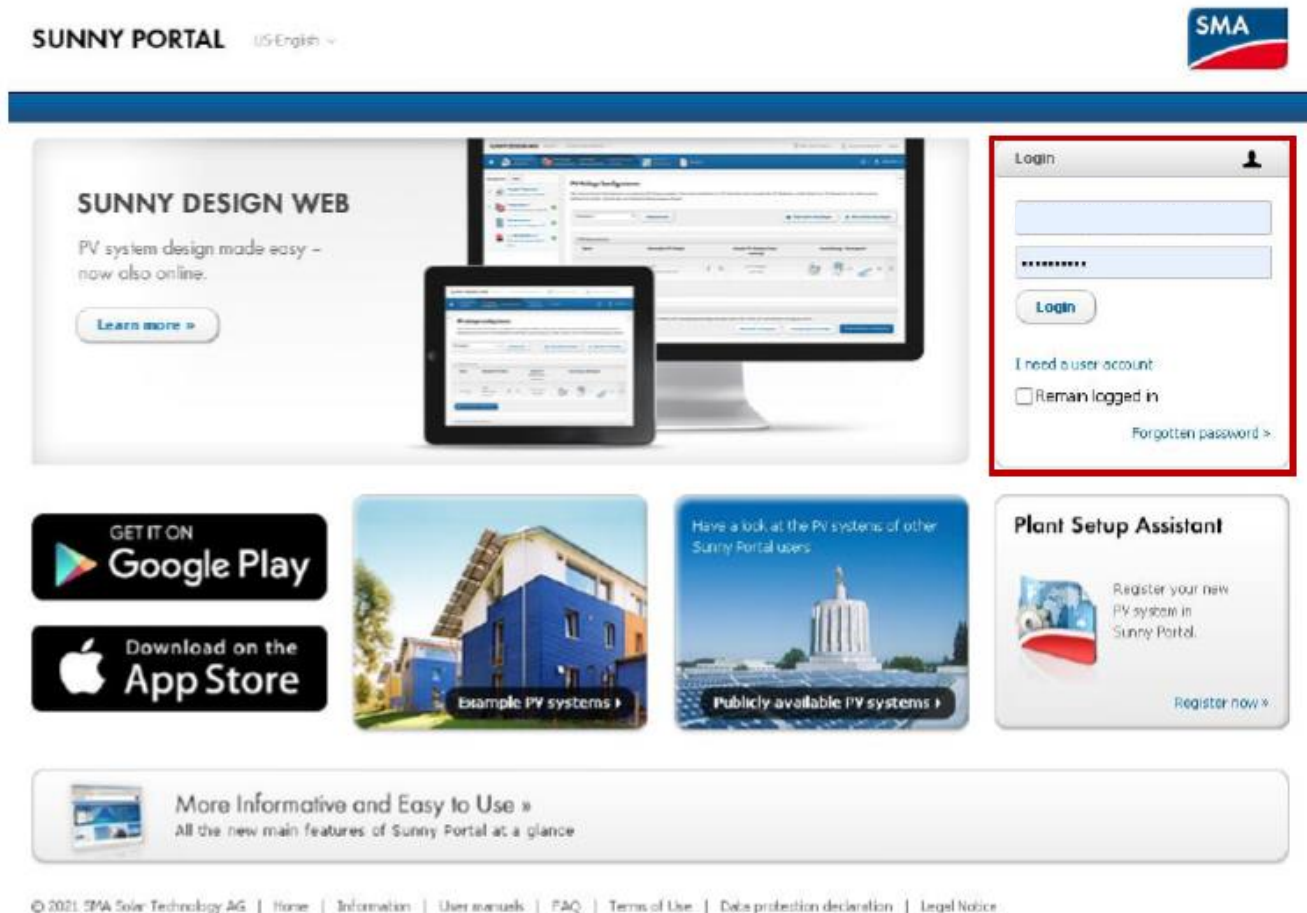 SUNNY PORTAL US-English
SMA
SUNNY DESIGN WEB
PV system design made easy –
now also online.
Learn more »
Login
••••••••••
Login
I need a user account
Remain logged in
Forgotten password »
GET IT ON
Google Play
Download on the
App Store
Example PV systems
Have a look at the PV systems of other
Sunny Portal users
Publicly available PV systems
Plant Setup Assistant
Register your new
PV system in
Sunny Portal.
Register now »
More Informative and Easy to Use »
All the new main features of Sunny Portal at a glance
© 2021 SMA Solar Technology AG | Home | Information | User manuals | FAQ | Terms of Use | Data protection declaration | Legal Notice